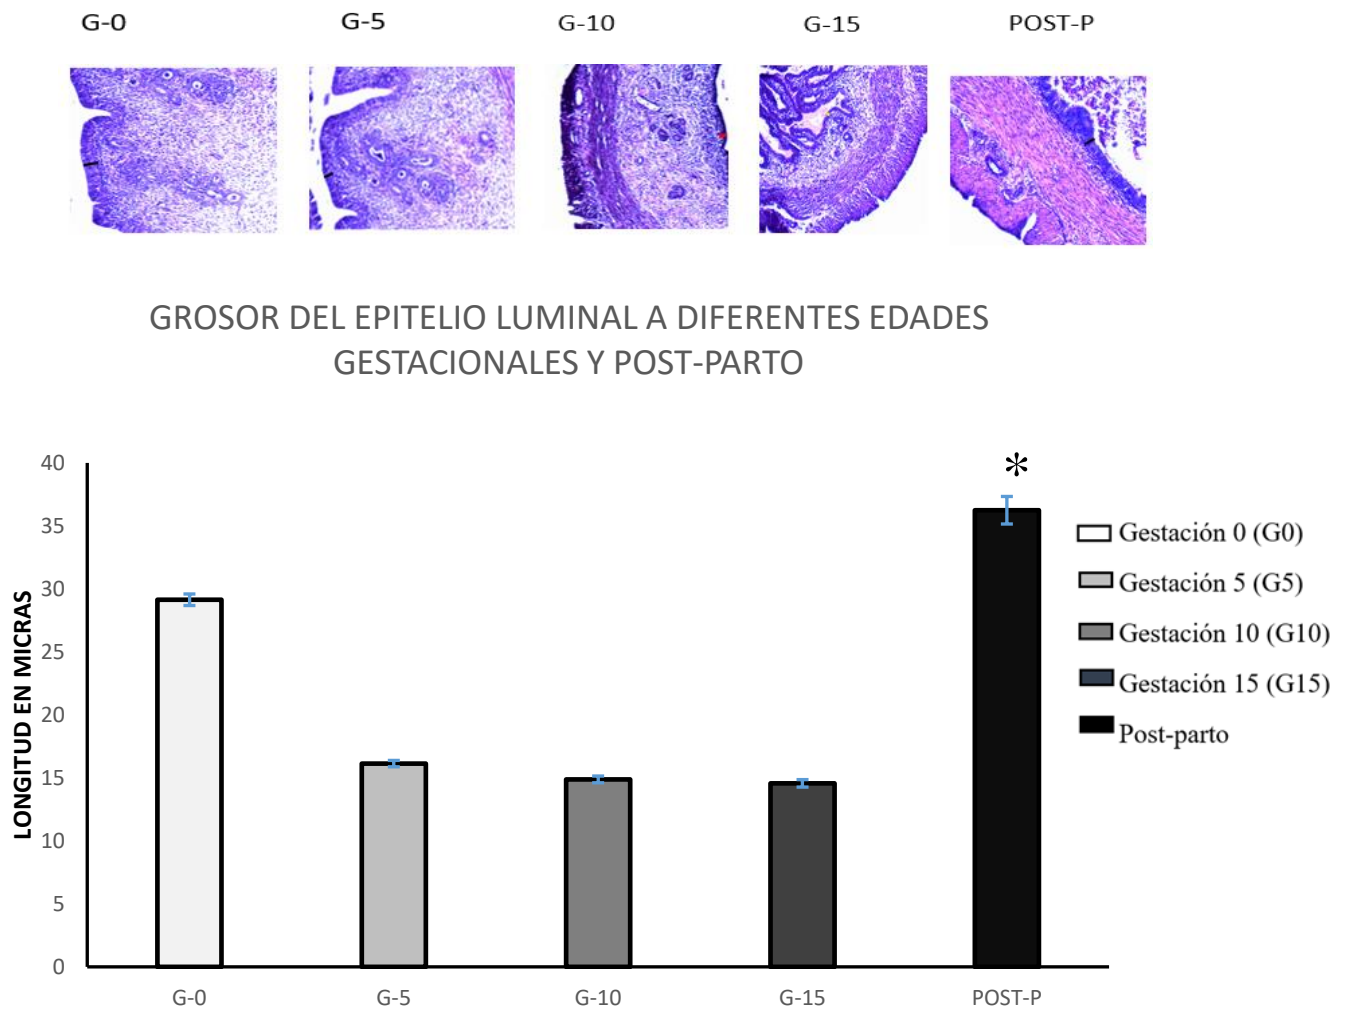 G-0 G-5 G-10 G-15 POST-P
GROSOR DEL EPITELIO LUMINAL A DIFERENTES EDADES
GESTACIONALES Y POST-PARTO
LONGITUD EN MICRAS
40
35
30
25
20
15
10
5
0
*
G-0 G-5 G-10 G-15 POST-P
Gestación 0 (G0)
Gestación 5 (G5)
Gestación 10 (G10)
Gestación 15 (G15)
Post-parto